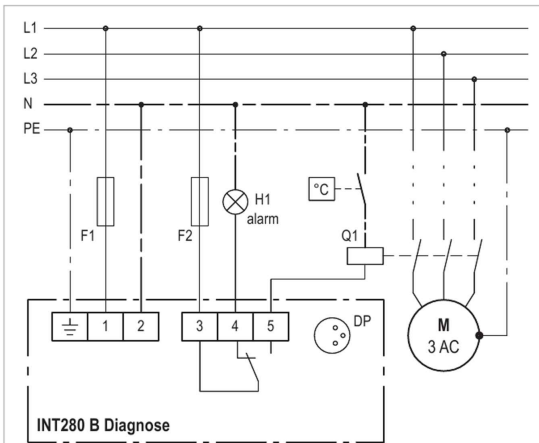 L1
L2
L3
N
PE
F1
F2
H1
alarm
°C
Q1
1 2 3 4 5
DP
M
3 AC
INT280 B Diagnose